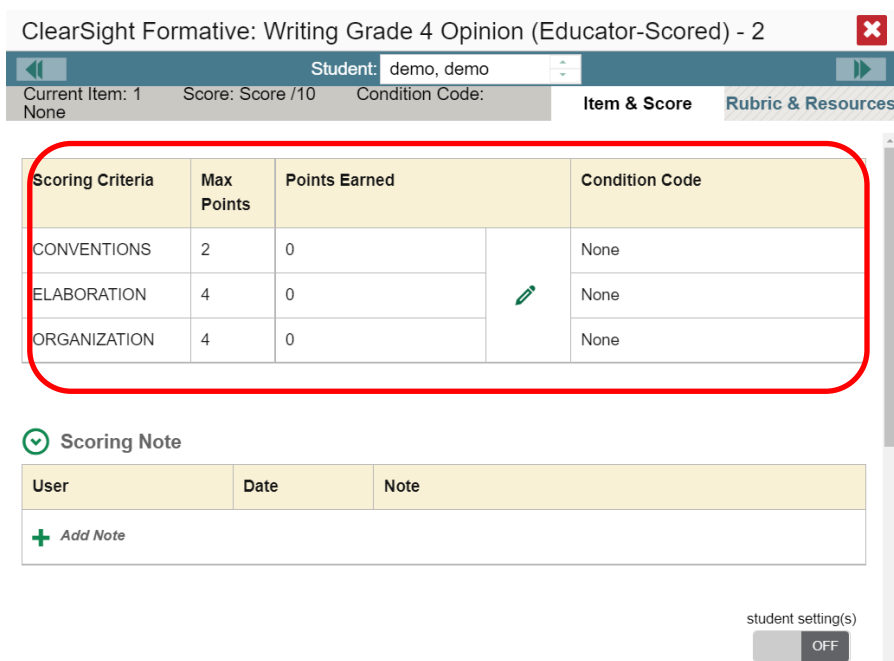 ClearSight Formative: Writing Grade 4 Opinion (Educator-Scored) - 2
Student: demo, demo
Current Item: 1 Score: Score /10 Condition Code:
None
Item & Score Rubric & Resources
Scoring Criteria Max Points Points Earned Condition Code
CONVENTIONS 2 0 None
ELABORATION 4 0 None
ORGANIZATION 4 0 None
Scoring Note
User Date Note
Add Note
student setting(s)
OFF